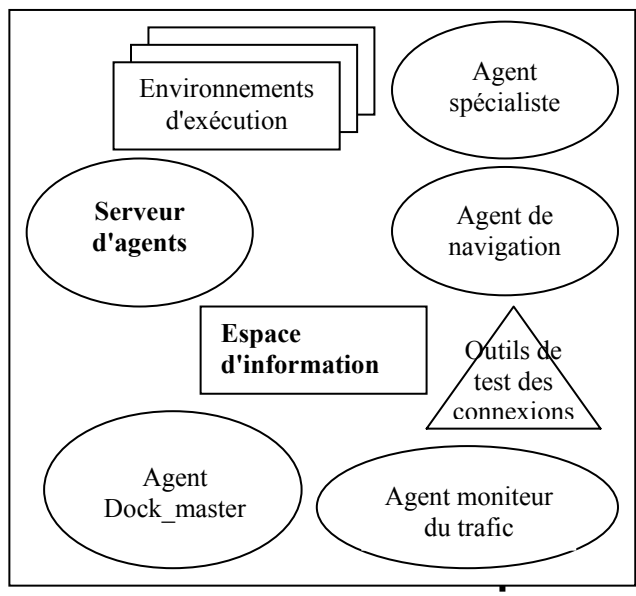 Environnements
d'exécution
Agent
spécialiste
Serveur
d'agents
Agent de
navigation
Espace
d'information
Outils de
test des
connexions
Agent
Dock_master
Agent moniteur
du trafic